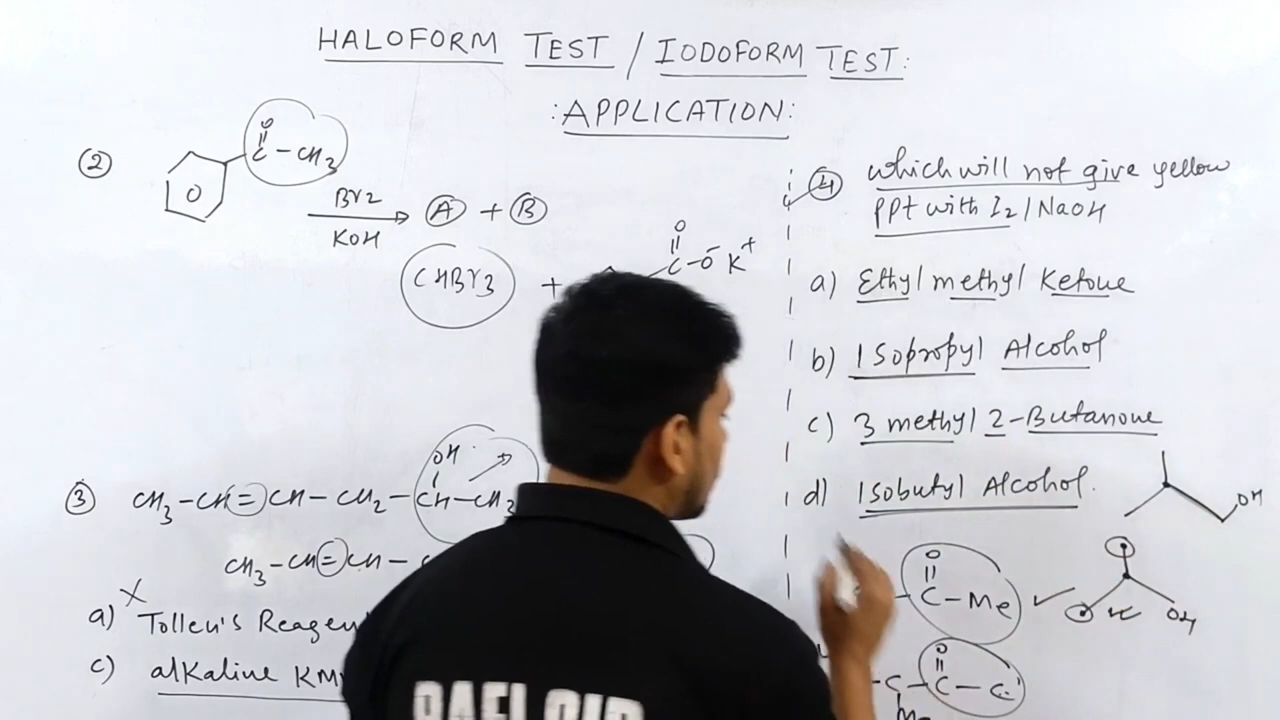 HALOFORM TEST / IODOFORM TEST:
:APPLICATION:
②
O
O
||
C-CH3
Br2
KOH
Ⓐ + Ⓑ
CHBr3 +
O
||
C-O⁻ K⁺
③ CH3-CH=CH-CH2-CH-CH3
OH
CH3-CH=CH-
a) Tollen's Reagen
X
c) alkaline KM
④ which will not give yellow
PPt with I2/NaOH
a) Ethyl methyl Ketone
b) Isopropyl Alcohol
c) 3 methyl 2-Butanone
d) Isobutyl Alcohol.
OH
O
||
-C-Me ✓
OH
O
||
-C-C-C
Me